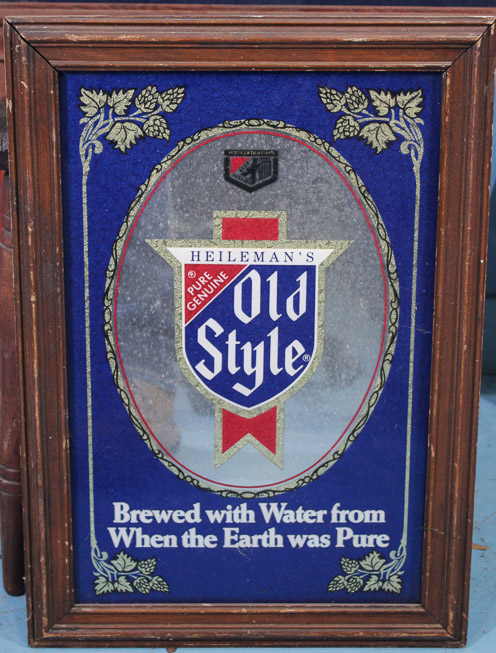 HEILEMAN'S
® PURE
GENUINE
Old
Style®
Brewed with Water from
When the Earth was Pure